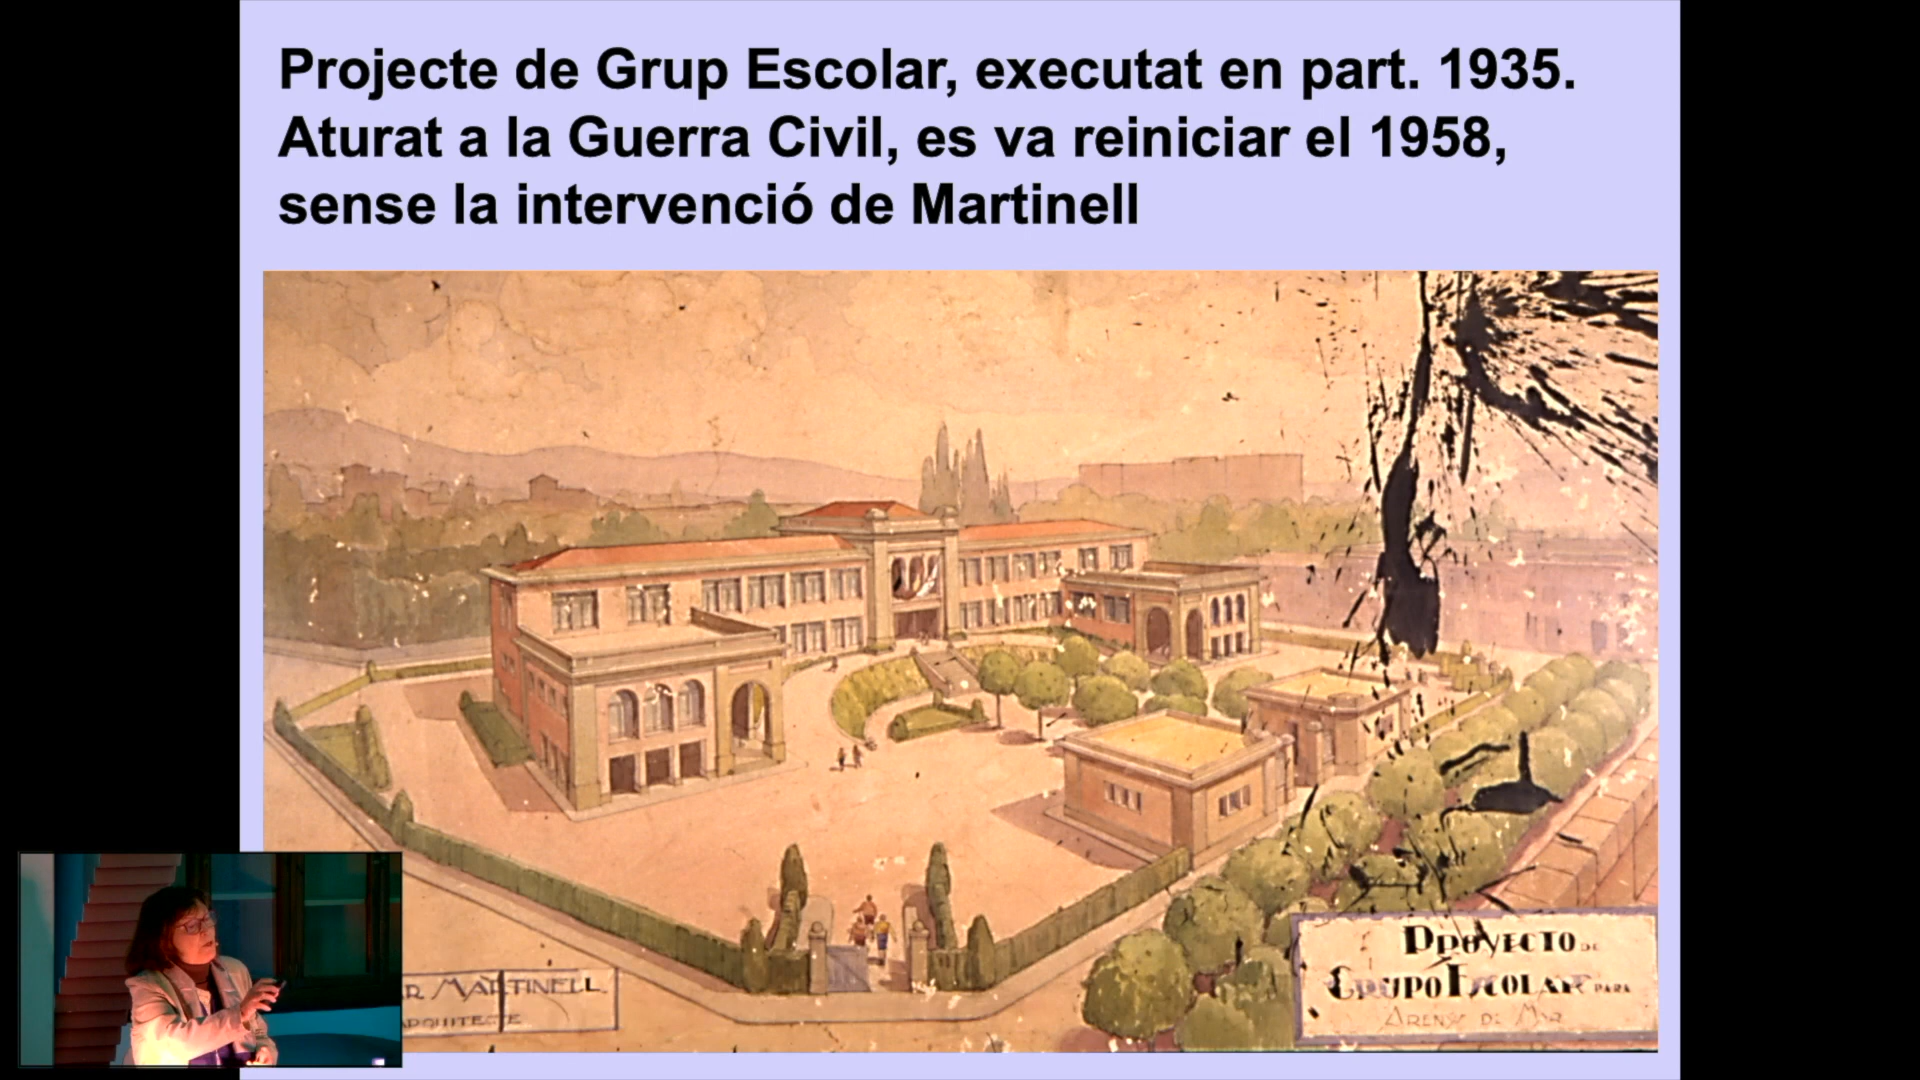 Projecte de Grup Escolar, executat en part. 1935.
Aturat a la Guerra Civil, es va reiniciar el 1958,
sense la intervenció de Martinell
R MARTINELL
ARQUITECTE
PROYECTO DE
GRUPO ESCOLAR PARA
ARENYS DE MAR